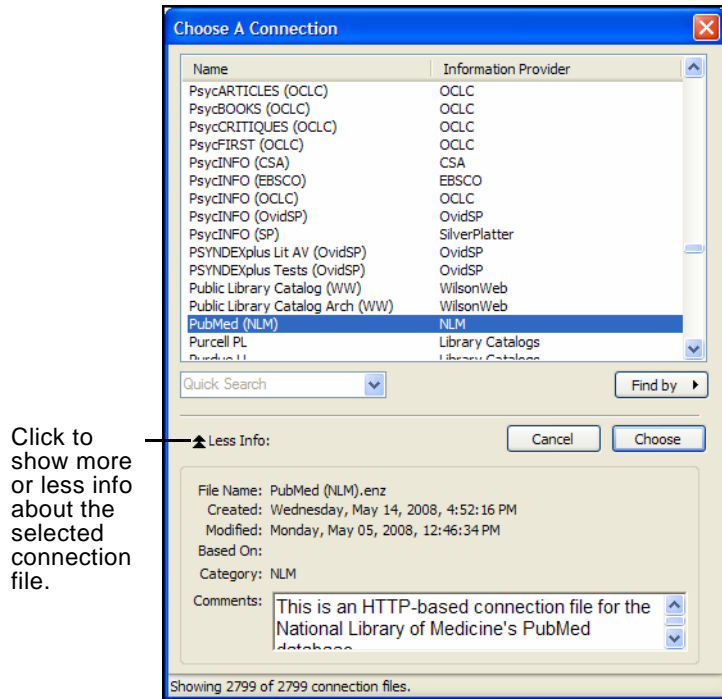 Choose A Connection
Name Information Provider
PsycARTICLES (OCLC) OCLC
PsycBOOKS (OCLC) OCLC
PsycCRITIQUES (OCLC) OCLC
PsycFIRST (OCLC) OCLC
PsycINFO (CSA) CSA
PsycINFO (EBSCO) EBSCO
PsycINFO (OCLC) OCLC
PsycINFO (OvidSP) OvidSP
PsycINFO (SP) SilverPlatter
PSYNDEXplus Lit AV (OvidSP) OvidSP
PSYNDEXplus Tests (OvidSP) OvidSP
Public Library Catalog (WW) WilsonWeb
Public Library Catalog Arch (WW) WilsonWeb
PubMed (NLM) NLM
Purcell PL Library Catalogs
Purdue U Library Catalogs
Quick Search Find by
Click to
show more
or less info
about the
selected
connection
file.
Less Info: Cancel Choose
File Name: PubMed (NLM).enz
Created: Wednesday, May 14, 2008, 4:52:16 PM
Modified: Monday, May 05, 2008, 12:46:34 PM
Based On:
Category: NLM
Comments: This is an HTTP-based connection file for the
National Library of Medicine's PubMed
database
Showing 2799 of 2799 connection files.